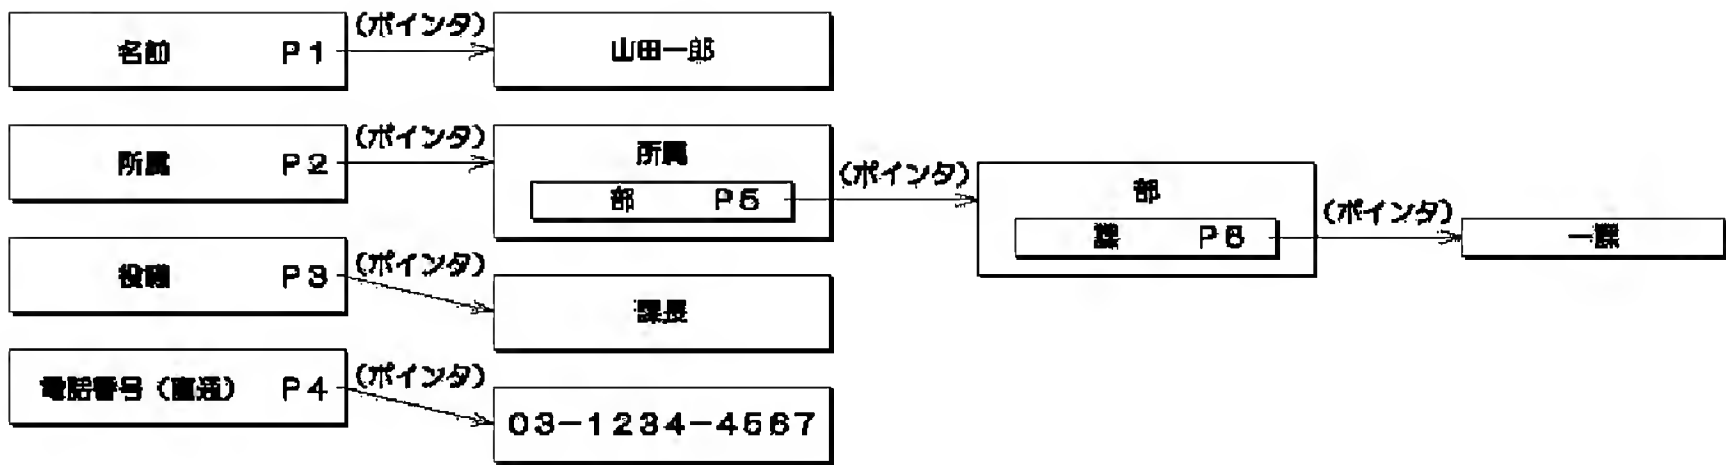 名前 P1 (ポインタ) 山田一郎
所属 P2 (ポインタ) 所属
部 P5 (ポインタ) 部
課 P6 (ポインタ) 一課
役職 P3 (ポインタ) 課長
電話番号(直通) P4 (ポインタ) 03-1234-4567